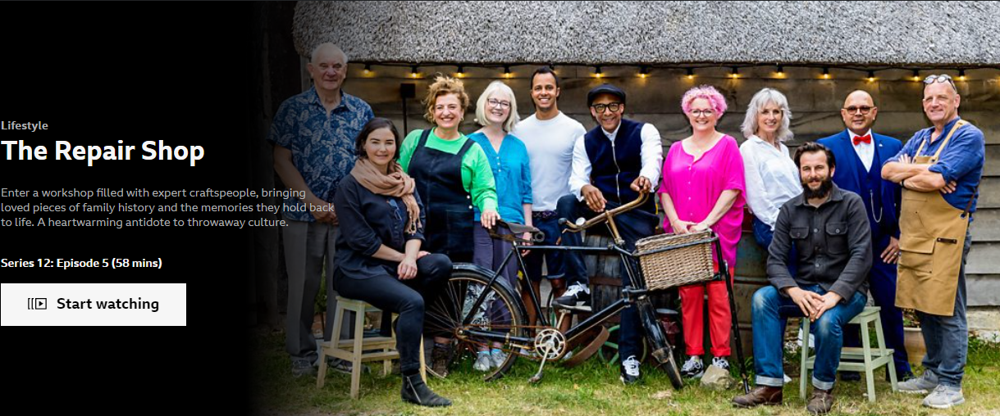 Lifestyle
The Repair Shop
Enter a workshop filled with expert craftspeople, bringing
loved pieces of family history and the memories they hold back
to life. A heartwarming antidote to throwaway culture.
Series 12: Episode 5 (58 mins)
Start watching